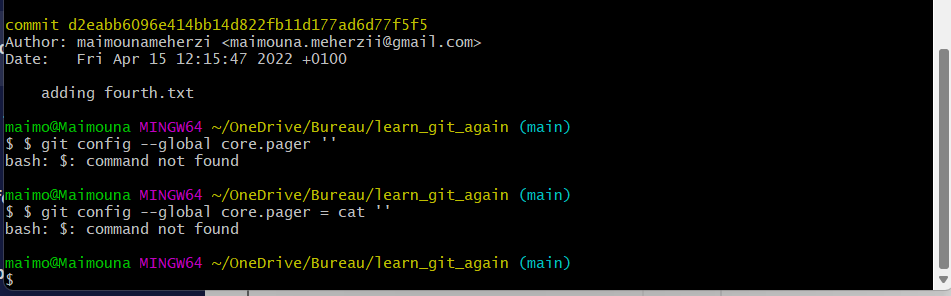 commit d2eabb6096e414bb14d822fb11d177ad6d77f5f5
Author: maimounameherzi <maimouna.meherzii@gmail.com>
Date:   Fri Apr 15 12:15:47 2022 +0100
    adding fourth.txt
maimo@Maimouna MINGW64 ~/OneDrive/Bureau/learn_git_again (main)
$ $ git config --global core.pager ''
bash: $: command not found
maimo@Maimouna MINGW64 ~/OneDrive/Bureau/learn_git_again (main)
$ $ git config --global core.pager = cat ''
bash: $: command not found
maimo@Maimouna MINGW64 ~/OneDrive/Bureau/learn_git_again (main)
$